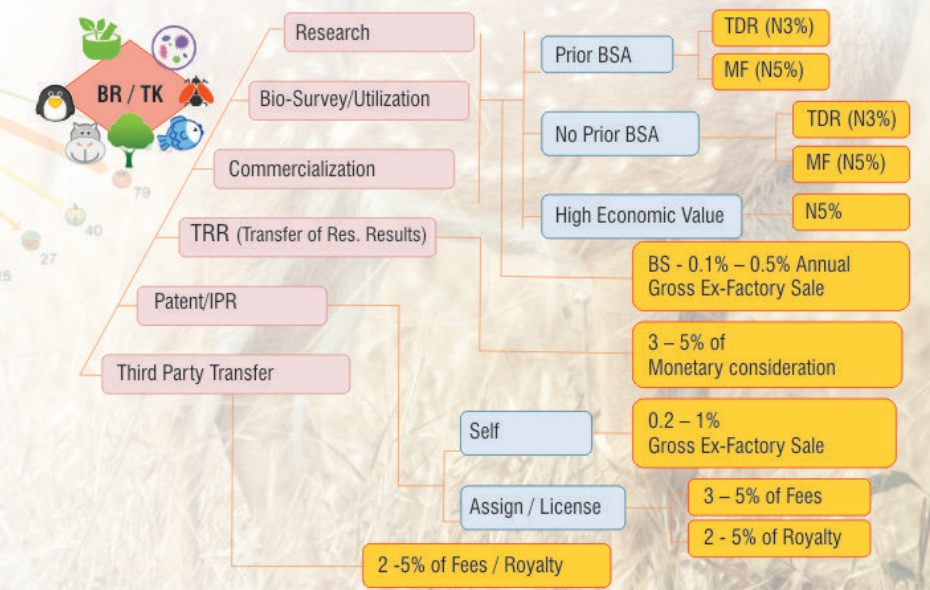 BR / TK
Research
Bio-Survey/Utilization
Commercialization
TRR (Transfer of Res. Results)
Patent/IPR
Third Party Transfer
Prior BSA
TDR (N3%)
MF (N5%)
No Prior BSA
TDR (N3%)
MF (N5%)
High Economic Value
N5%
BS - 0.1% – 0.5% Annual
Gross Ex-Factory Sale
3 – 5% of
Monetary consideration
Self
0.2 – 1%
Gross Ex-Factory Sale
Assign / License
3 – 5% of Fees
2 - 5% of Royalty
2 -5% of Fees / Royalty
79
40
27
25